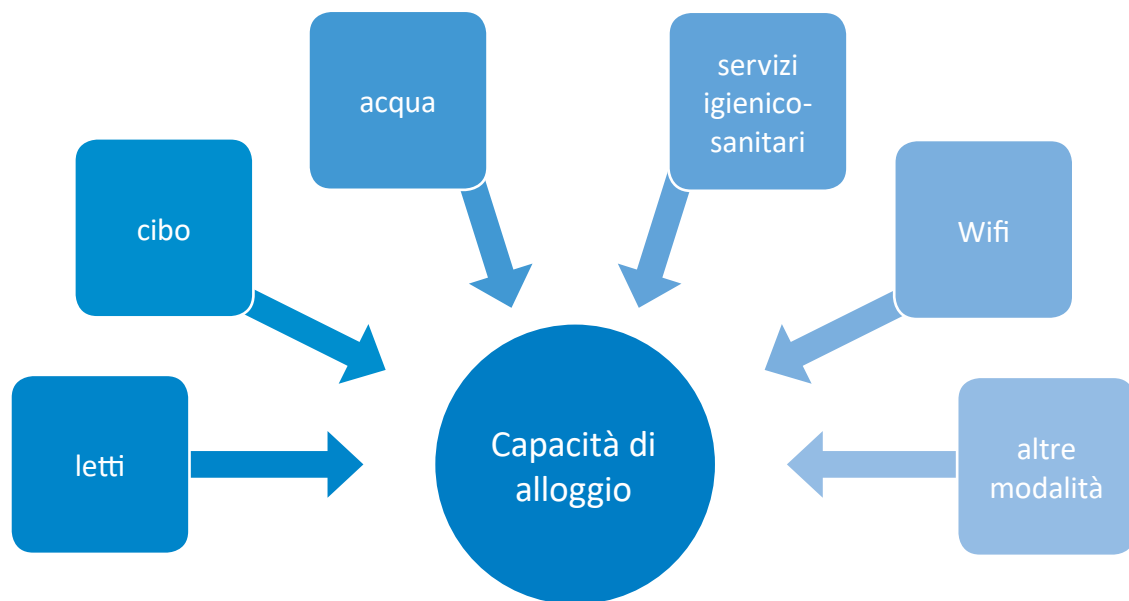 servizi
igienico-
sanitari
acqua
cibo
Wifi
letti
Capacità di
alloggio
altre
modalità